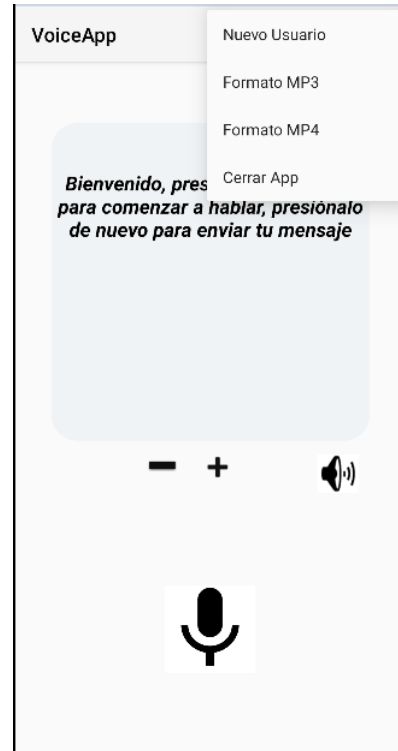 VoiceApp
Nuevo Usuario
Formato MP3
Formato MP4
Cerrar App
Bienvenido, pres
para comenzar a hablar, presiónalo
de nuevo para enviar tu mensaje